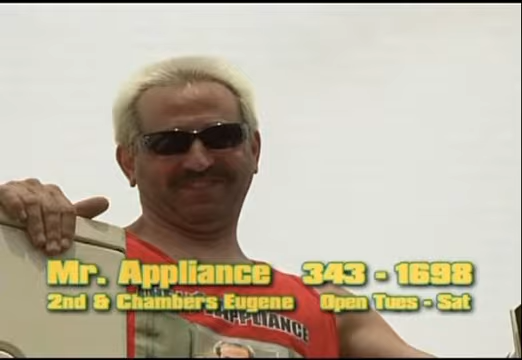 Mr. Appliance 343 - 1698
2nd & Chambers Eugene Open Tues - Sat
APPLIANCE